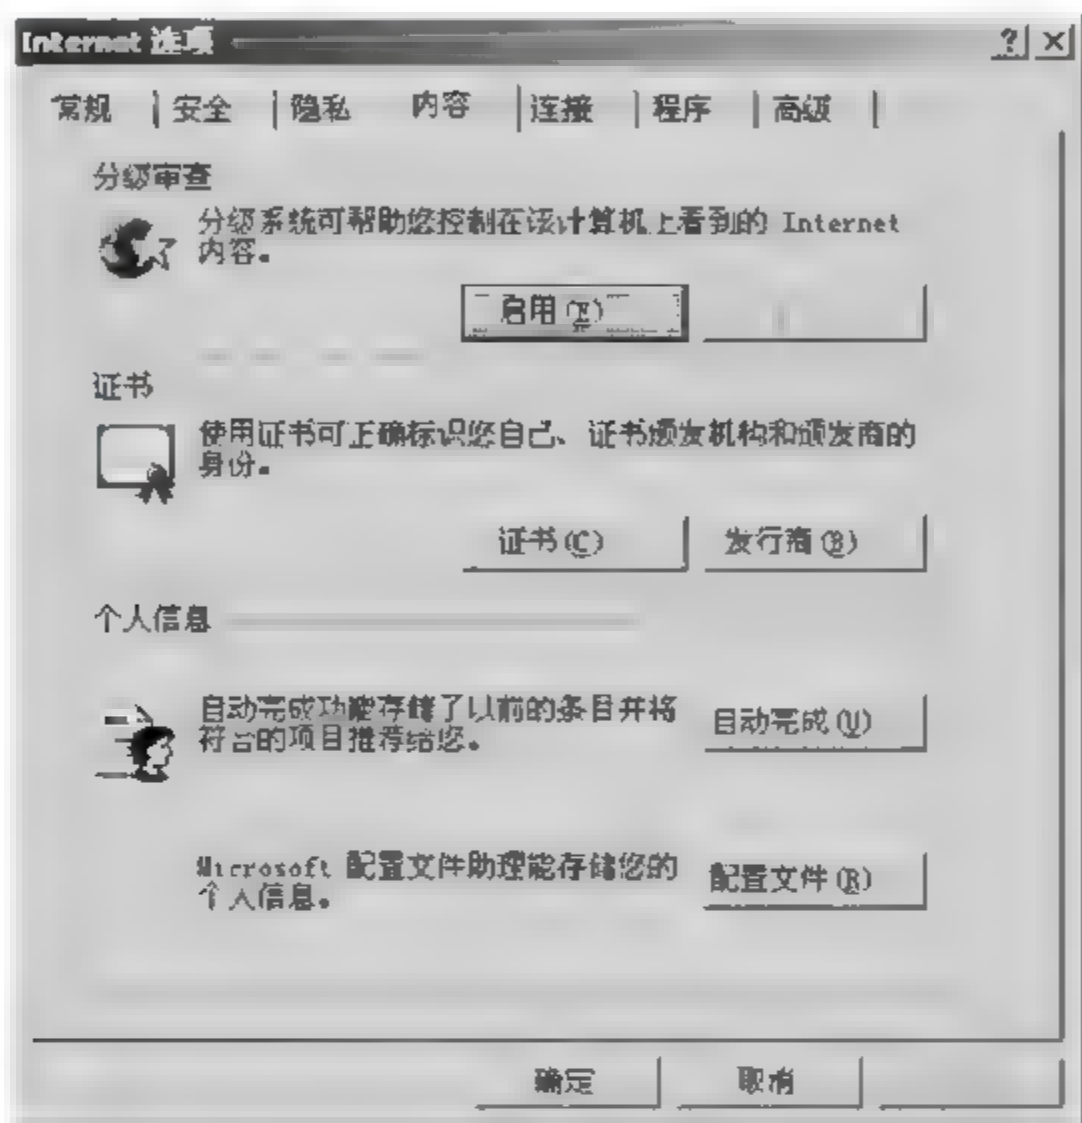 Internet 选项
常规 安全 隐私 内容 连接 程序 高级
分级审查
分级系统可帮助您控制在该计算机上看到的 Internet
内容。
启用(E)
证书
使用证书可正确标识您自己、证书颁发机构和颁发商的
身份。
证书(C) 发行商(B)
个人信息
自动完成功能存储了以前的条目并将
符合的项目推荐给您。
自动完成(U)
Microsoft 配置文件助理能存储您的
个人信息。
配置文件(R)
确定 取消